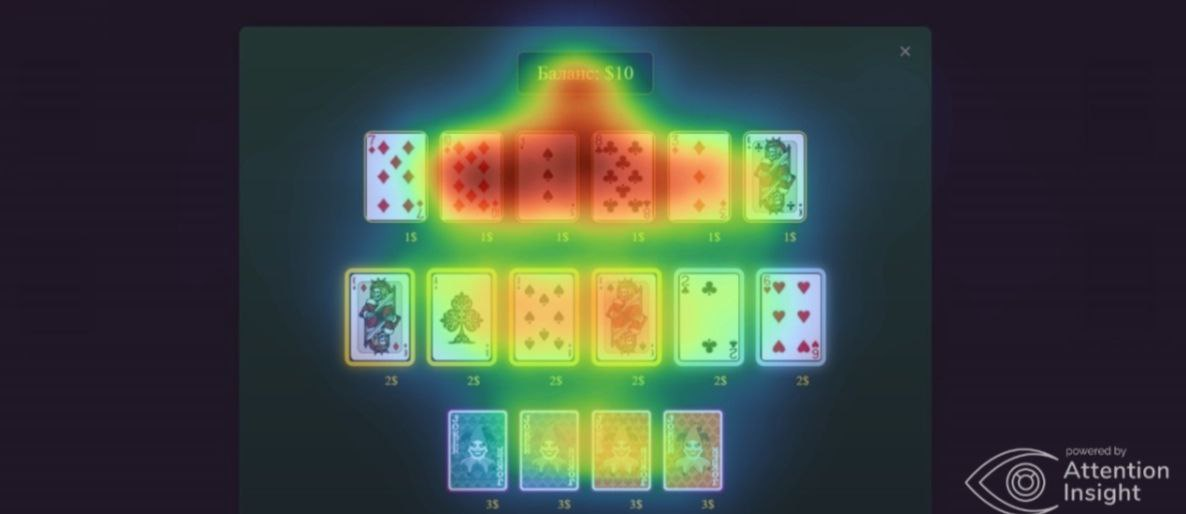 Баланс: $10
×
1$ 1$ 1$ 1$ 1$ 1$
2$ 2$ 2$ 2$ 2$ 2$
3$ 3$ 3$ 3$
powered by
Attention
Insight